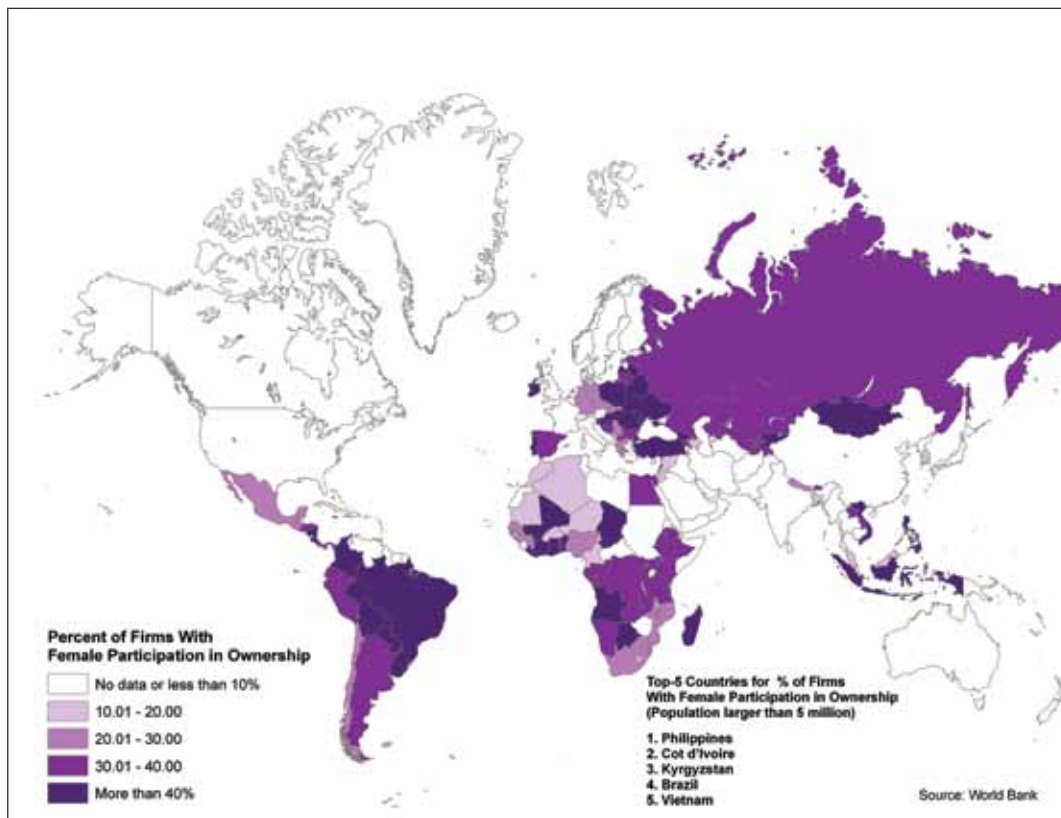 Percent of Firms With
Female Participation in Ownership
No data or less than 10%
10.01 - 20.00
20.01 - 30.00
30.01 - 40.00
More than 40%
Top-5 Countries for % of Firms
With Female Participation in Ownership
(Population larger than 5 million)
1. Philippines
2. Cot d'Ivoire
3. Kyrgyzstan
4. Brazil
5. Vietnam
Source: World Bank